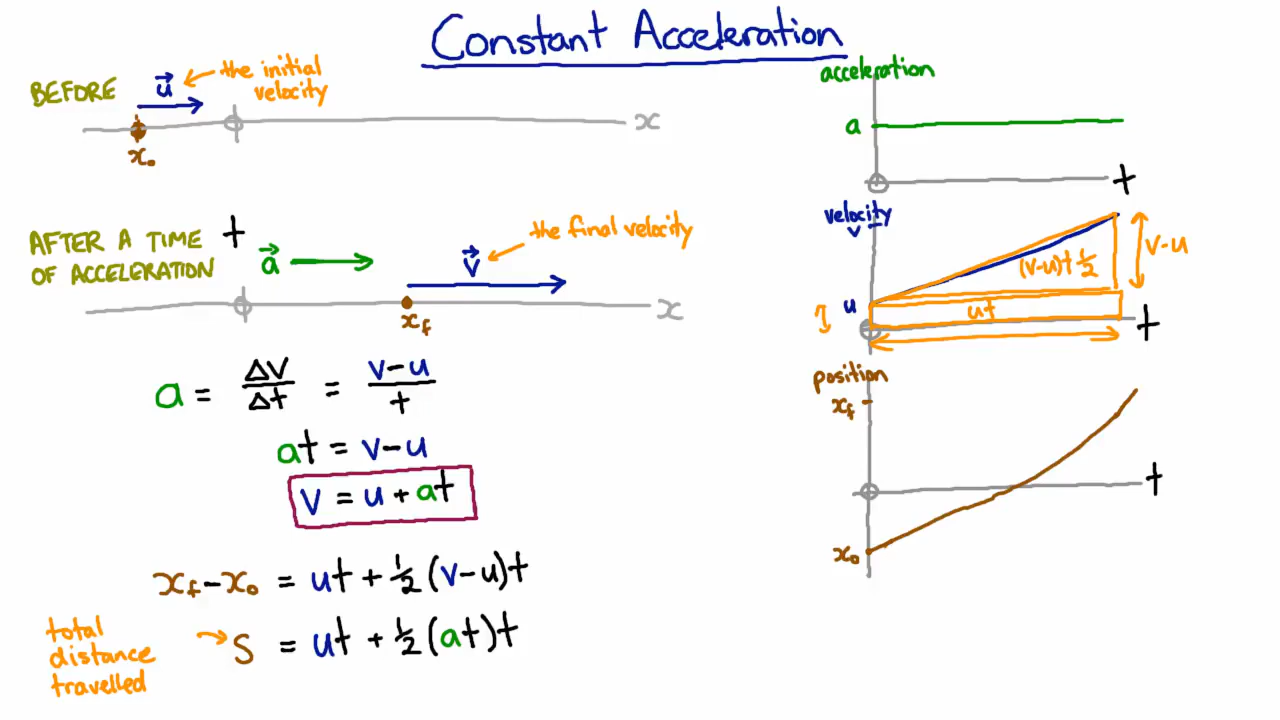 Constant Acceleration
BEFORE
u⃗
the initial
velocity
x₀
x
AFTER A TIME t
OF ACCELERATION
a⃗
v⃗
the final velocity
x_f
x
a = Δv/Δt = (v-u)/t
at = v-u
v = u + at
x_f - x₀ = ut + ½(v-u)t
total
distance
travelled
S = ut + ½(at)t
acceleration
a
t
velocity
v
u
(v-u)t ½
v-u
ut
t
position
x_f
t
x₀